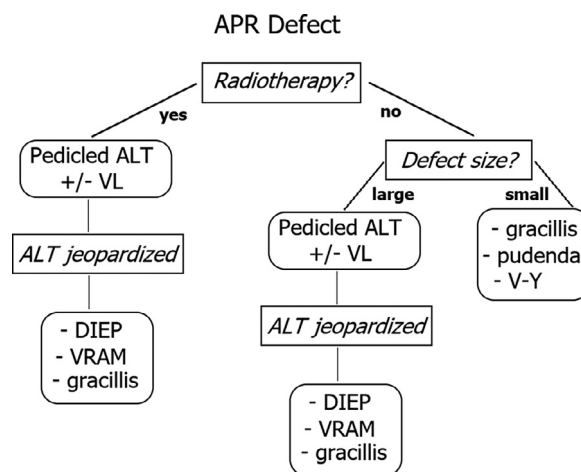 APR Defect
Radiotherapy?
yes
no
Pedicled ALT
+/- VL
ALT jeopardized
- DIEP
- VRAM
- gracillis
Defect size?
large
small
Pedicled ALT
+/- VL
ALT jeopardized
- DIEP
- VRAM
- gracillis
- gracillis
- pudendal
- V-Y